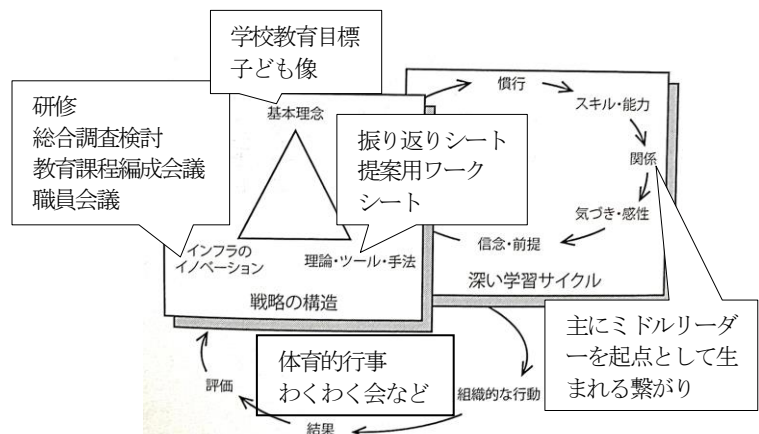 学校教育目標
子ども像
研修
総合調査検討
教育課程編成会議
職員会議
基本理念
振り返りシート
提案用ワーク
シート
インフラの
イノベーション
理論・ツール・手法
戦略の構造
慣行
スキル・能力
関係
気づき・感性
信念・前提
深い学習サイクル
主にミドルリーダ
ーを起点として生
まれる繋がり
体育的行事
わくわく会など
組織的な行動
結果
評価